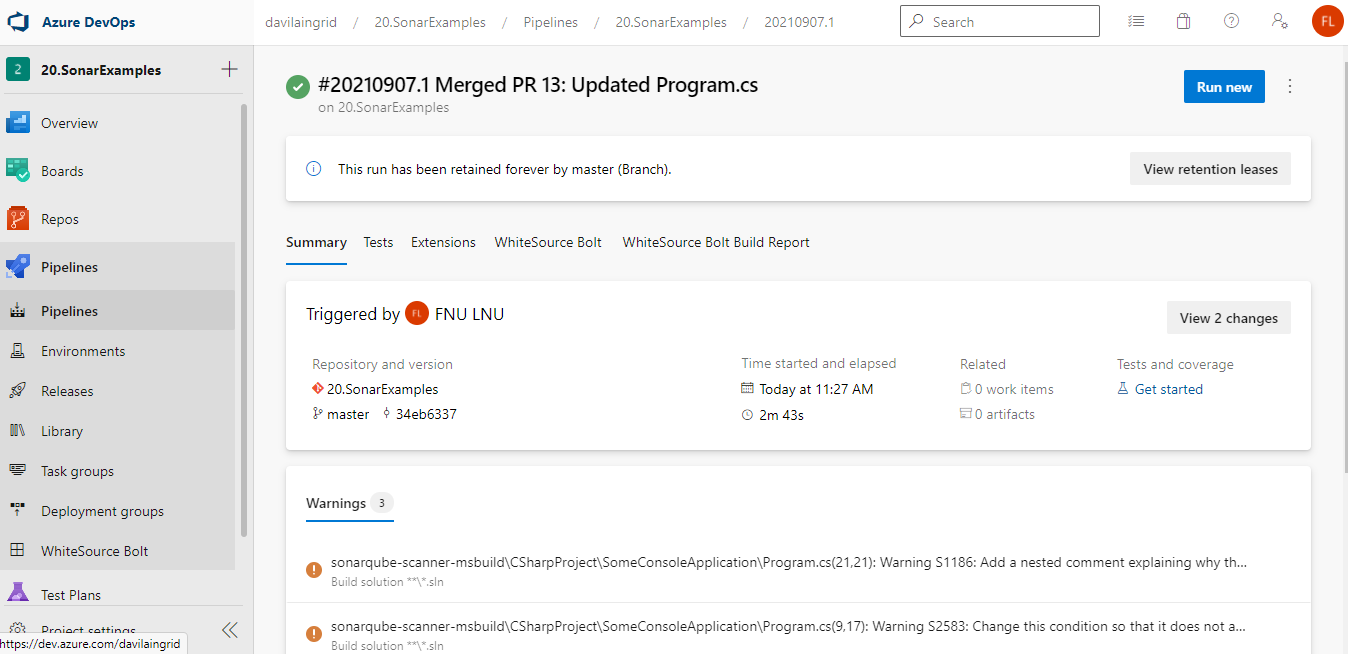 Azure DevOps
davilaingrid / 20.SonarExamples / Pipelines / 20.SonarExamples / 20210907.1
Search
FL
2 20.SonarExamples
Overview
Boards
Repos
Pipelines
Pipelines
Environments
Releases
Library
Task groups
Deployment groups
WhiteSource Bolt
Test Plans
Project settings
https://dev.azure.com/davilaingrid
#20210907.1 Merged PR 13: Updated Program.cs
on 20.SonarExamples
Run new
This run has been retained forever by master (Branch).
View retention leases
Summary Tests Extensions WhiteSource Bolt WhiteSource Bolt Build Report
Triggered by FL FNU LNU
View 2 changes
Repository and version
20.SonarExamples
master 34eb6337
Time started and elapsed
Today at 11:27 AM
2m 43s
Related
0 work items
0 artifacts
Tests and coverage
Get started
Warnings 3
sonarqube-scanner-msbuild\CSharpProject\SomeConsoleApplication\Program.cs(21,21): Warning S1186: Add a nested comment explaining why th...
Build solution **\*.sln
sonarqube-scanner-msbuild\CSharpProject\SomeConsoleApplication\Program.cs(9,17): Warning S2583: Change this condition so that it does not a...
Build solution **\*.sln